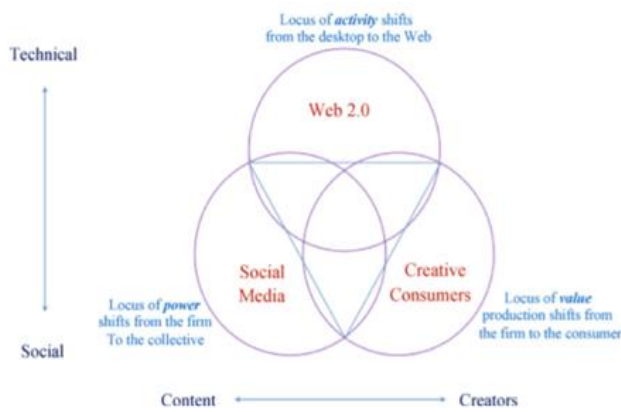 Locus of activity shifts
from the desktop to the Web
Technical
Web 2.0
Social
Media
Creative
Consumers
Locus of power
shifts from the firm
To the collective
Locus of value
production shifts from
the firm to the consumer
Social
Content
Creators